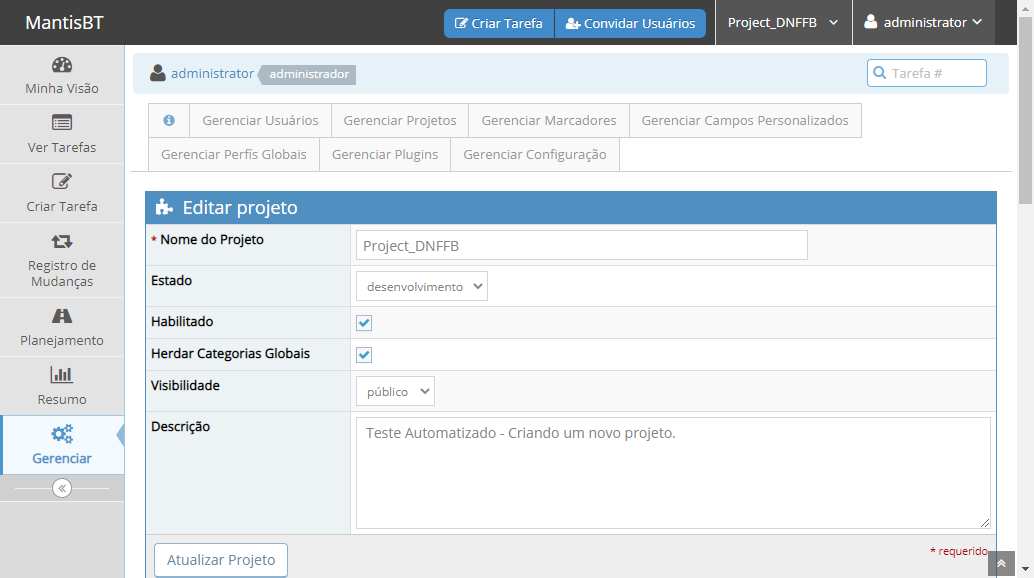 MantisBT
Criar Tarefa
Convidar Usuários
Project_DNFFB
administrator
Minha Visão
Ver Tarefas
Criar Tarefa
Registro de
Mudanças
Planejamento
Resumo
Gerenciar
administrator administrador
Tarefa #
Gerenciar Usuários
Gerenciar Projetos
Gerenciar Marcadores
Gerenciar Campos Personalizados
Gerenciar Perfís Globais
Gerenciar Plugins
Gerenciar Configuração
Editar projeto
* Nome do Projeto
Project_DNFFB
Estado
desenvolvimento
Habilitado
Herdar Categorias Globais
Visibilidade
público
Descrição
Teste Automatizado - Criando um novo projeto.
* requerido
Atualizar Projeto